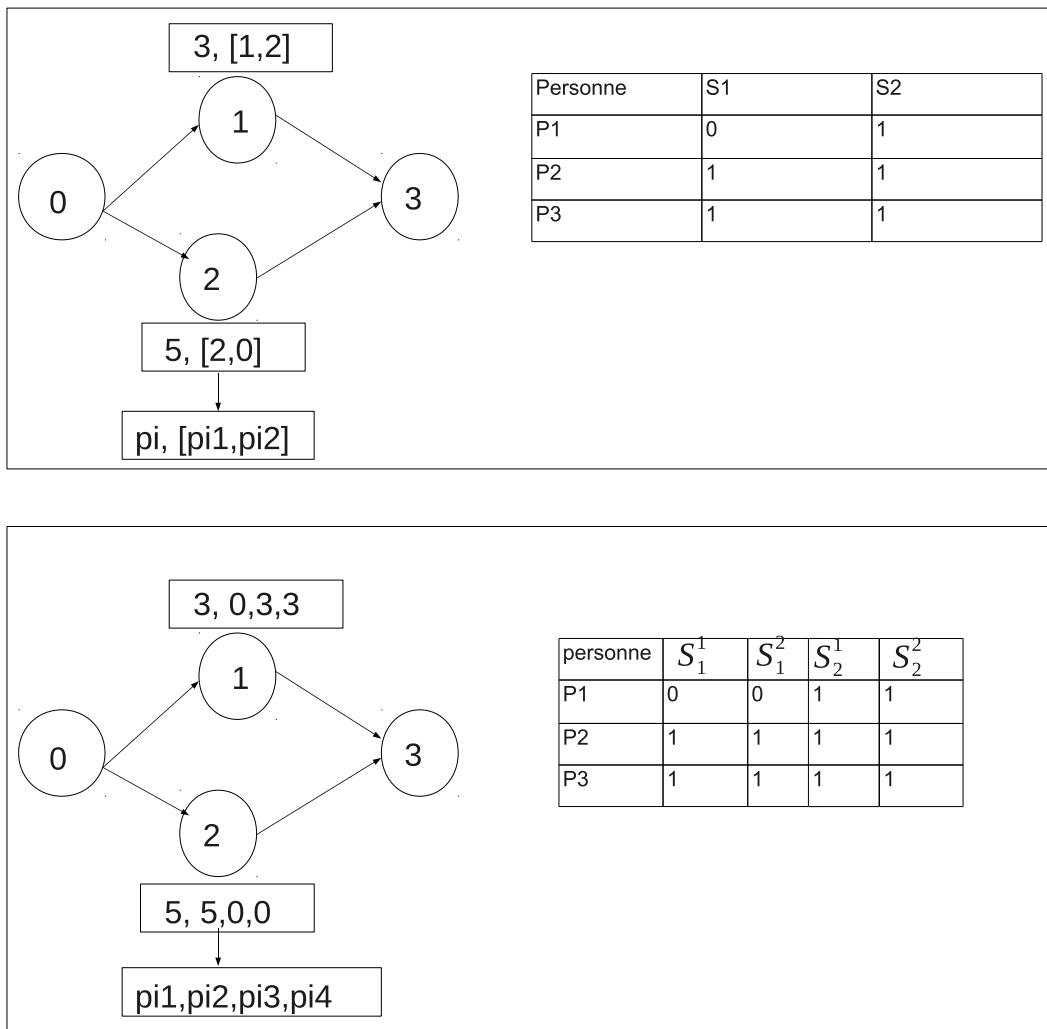 3, [1,2]
1
0
3
2
5, [2,0]
pi, [pi1,pi2]
Personne S1 S2
P1 0 1
P2 1 1
P3 1 1
3, 0,3,3
1
0
3
2
5, 5,0,0
pi1,pi2,pi3,pi4
personne S_1^1 S_1^2 S_2^1 S_2^2
P1 0 0 1 1
P2 1 1 1 1
P3 1 1 1 1